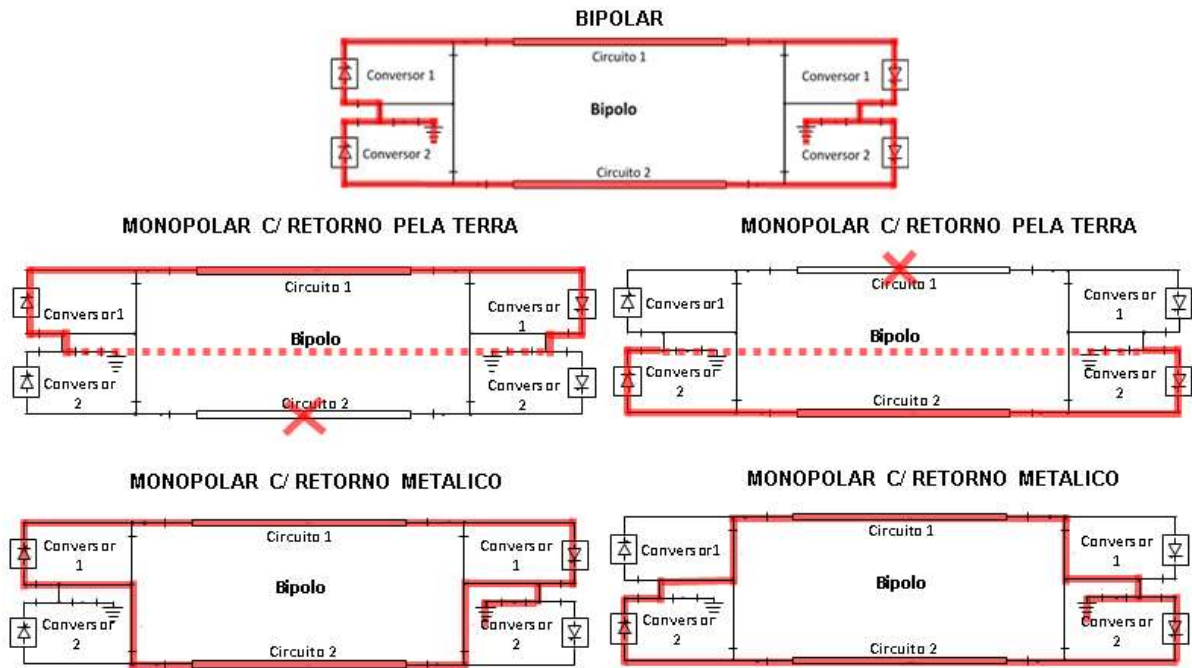 BIPOLAR
Circuito 1
Conversor 1
Conversor 1
Bipolo
Conversor 2
Conversor 2
Circuito 2
MONOPOLAR C/ RETORNO PELA TERRA
Circuito 1
Conversor1
Conversor
1
Bipolo
Conversor
2
Conversor
2
Circuito 2
MONOPOLAR C/ RETORNO PELA TERRA
Circuito 1
Conversor1
Conversor
1
Bipolo
Conversor
2
Conversor
2
Circuito 2
MONOPOLAR C/ RETORNO METALICO
Circuito 1
Conversor
1
Conversor
1
Bipolo
Conversor
2
Conversor
2
Circuito 2
MONOPOLAR C/ RETORNO METALICO
Circuito 1
Conversor1
Conversor
1
Bipolo
Conversor
2
Conversor
2
Circuito 2